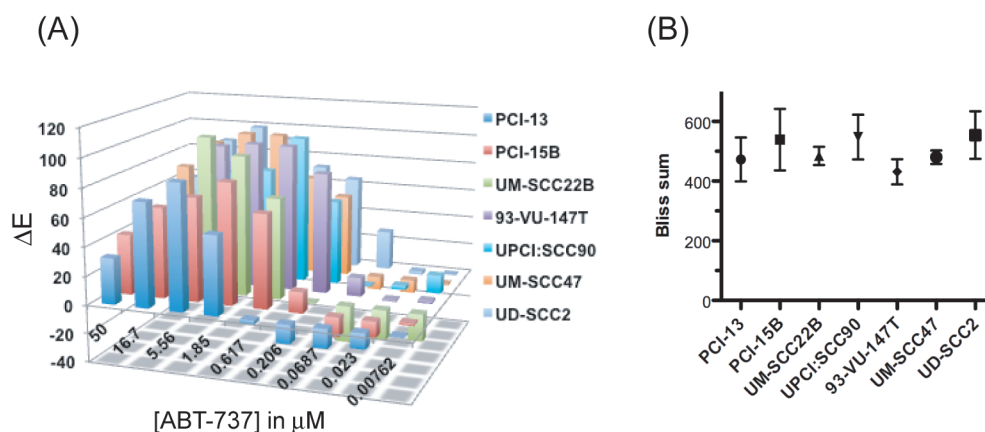 (A)
120
100
80
60
40
20
0
-20
-40
ΔE
50
16.7
5.56
1.85
0.617
0.206
0.0687
0.023
0.00762
[ABT-737] in μM
PCI-13
PCI-15B
UM-SCC22B
93-VU-147T
UPCI:SCC90
UM-SCC47
UD-SCC2
(B)
Bliss sum
600
400
200
0
PCI-13
PCI-15B
UM-SCC22B
UPCI:SCC90
93-VU-147T
UM-SCC47
UD-SCC2